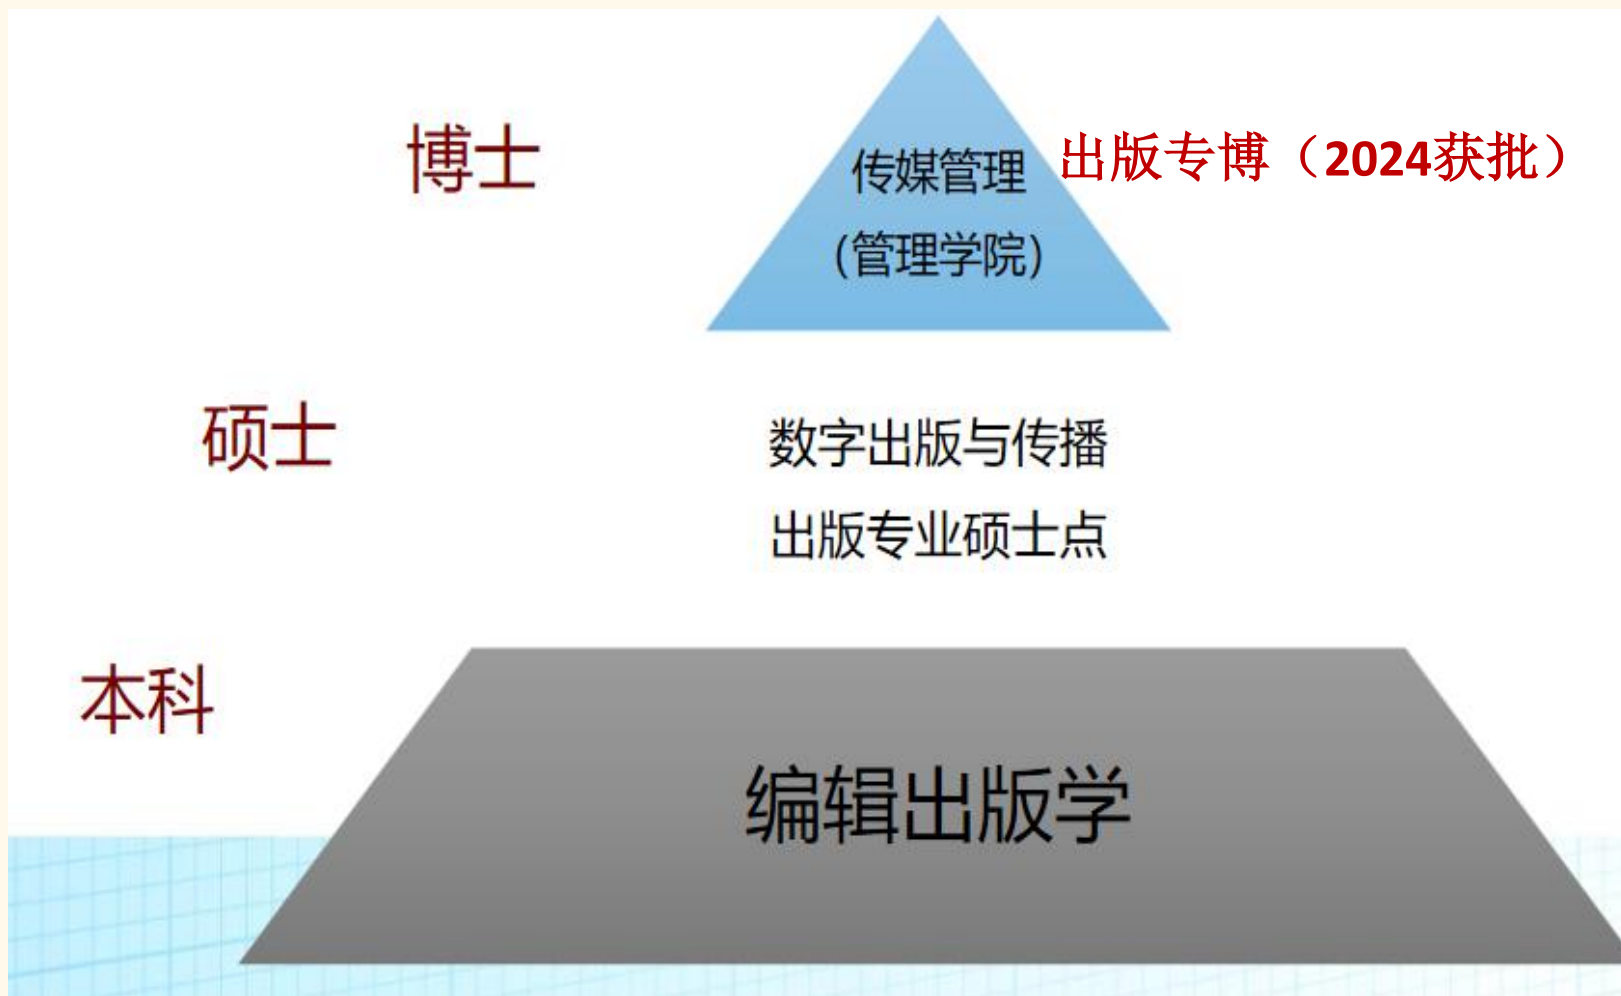 博士
传媒管理
（管理学院）
出版专博（2024获批）
硕士
数字出版与传播
出版专业硕士点
本科
编辑出版学